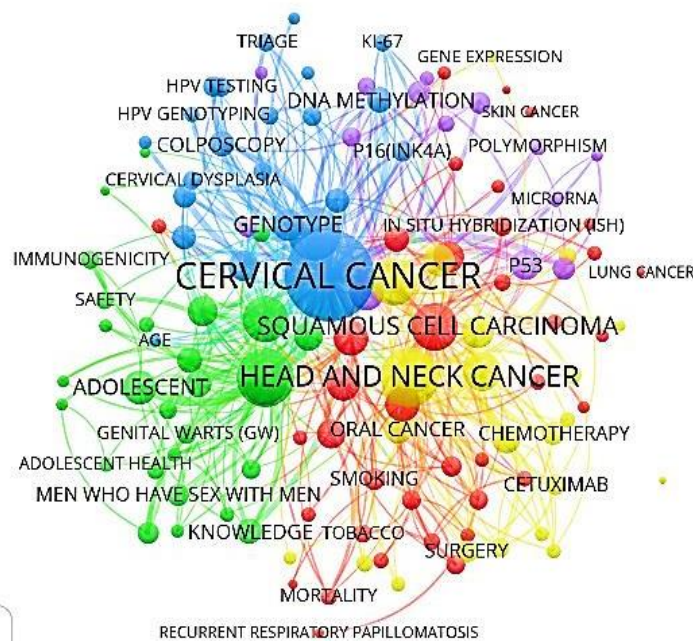 TRIAGE
KI-67
GENE EXPRESSION
HPV TESTING
DNA METHYLATION
SKIN CANCER
HPV GENOTYPING
COLPOSCOPY
P16(INK4A)
POLYMORPHISM
CERVICAL DYSPLASIA
MICRORNA
GENOTYPE
IN SITU HYBRIDIZATION (ISH)
IMMUNOGENICITY
CERVICAL CANCER
P53
LUNG CANCER
SAFETY
SQUAMOUS CELL CARCINOMA
AGE
HEAD AND NECK CANCER
ADOLESCENT
GENITAL WARTS (GW)
ORAL CANCER
CHEMOTHERAPY
ADOLESCENT HEALTH
SMOKING
CETUXIMAB
MEN WHO HAVE SEX WITH MEN
KNOWLEDGE
TOBACCO
SURGERY
MORTALITY
RECURRENT RESPIRATORY PAPILLOMATOSIS